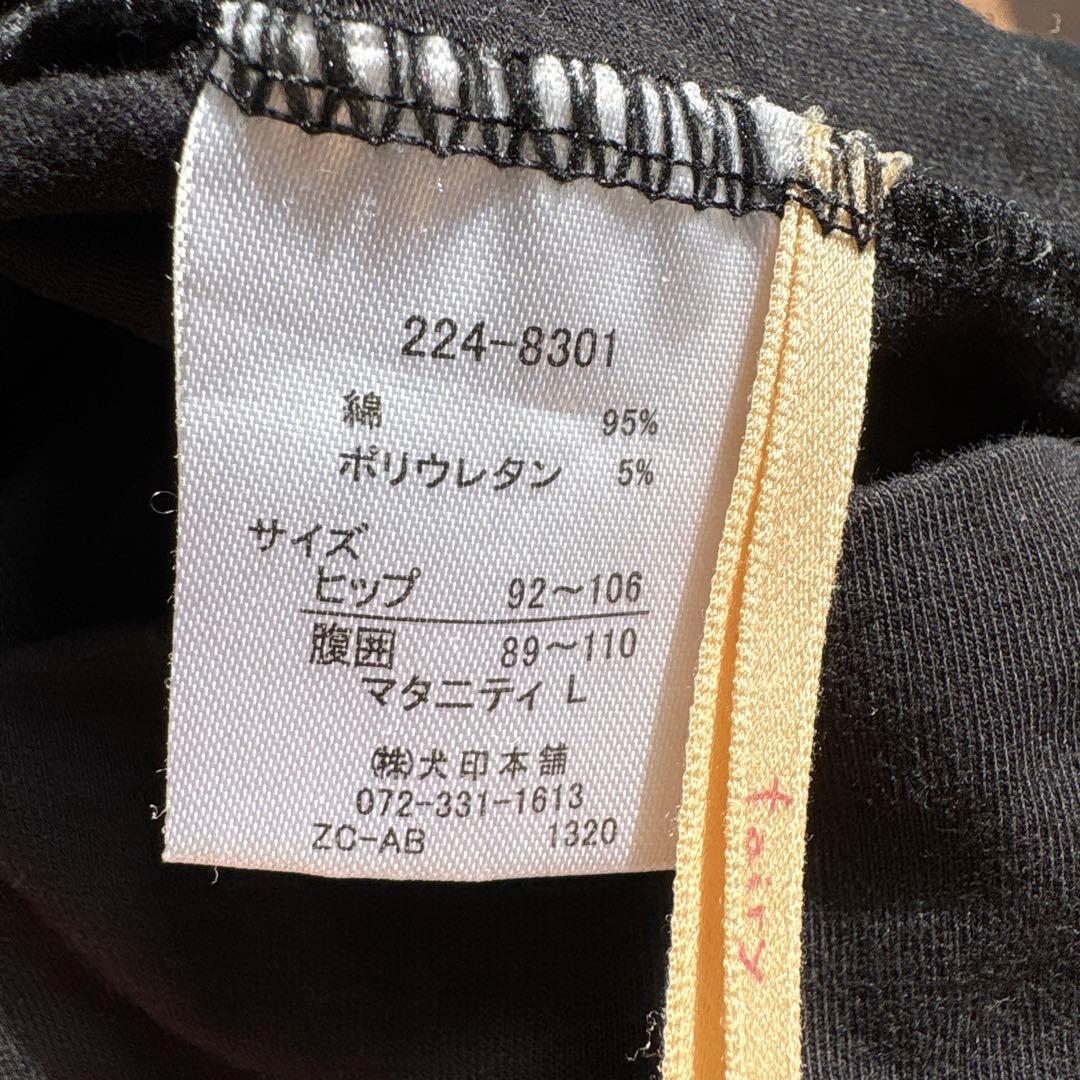 224-8301
綿 95%
ポリウレタン 5%
サイズ
ヒップ 92～106
腹囲 89～110
マタニティ L
㈱犬印本舗
072-331-1613
ZC-AB 1320